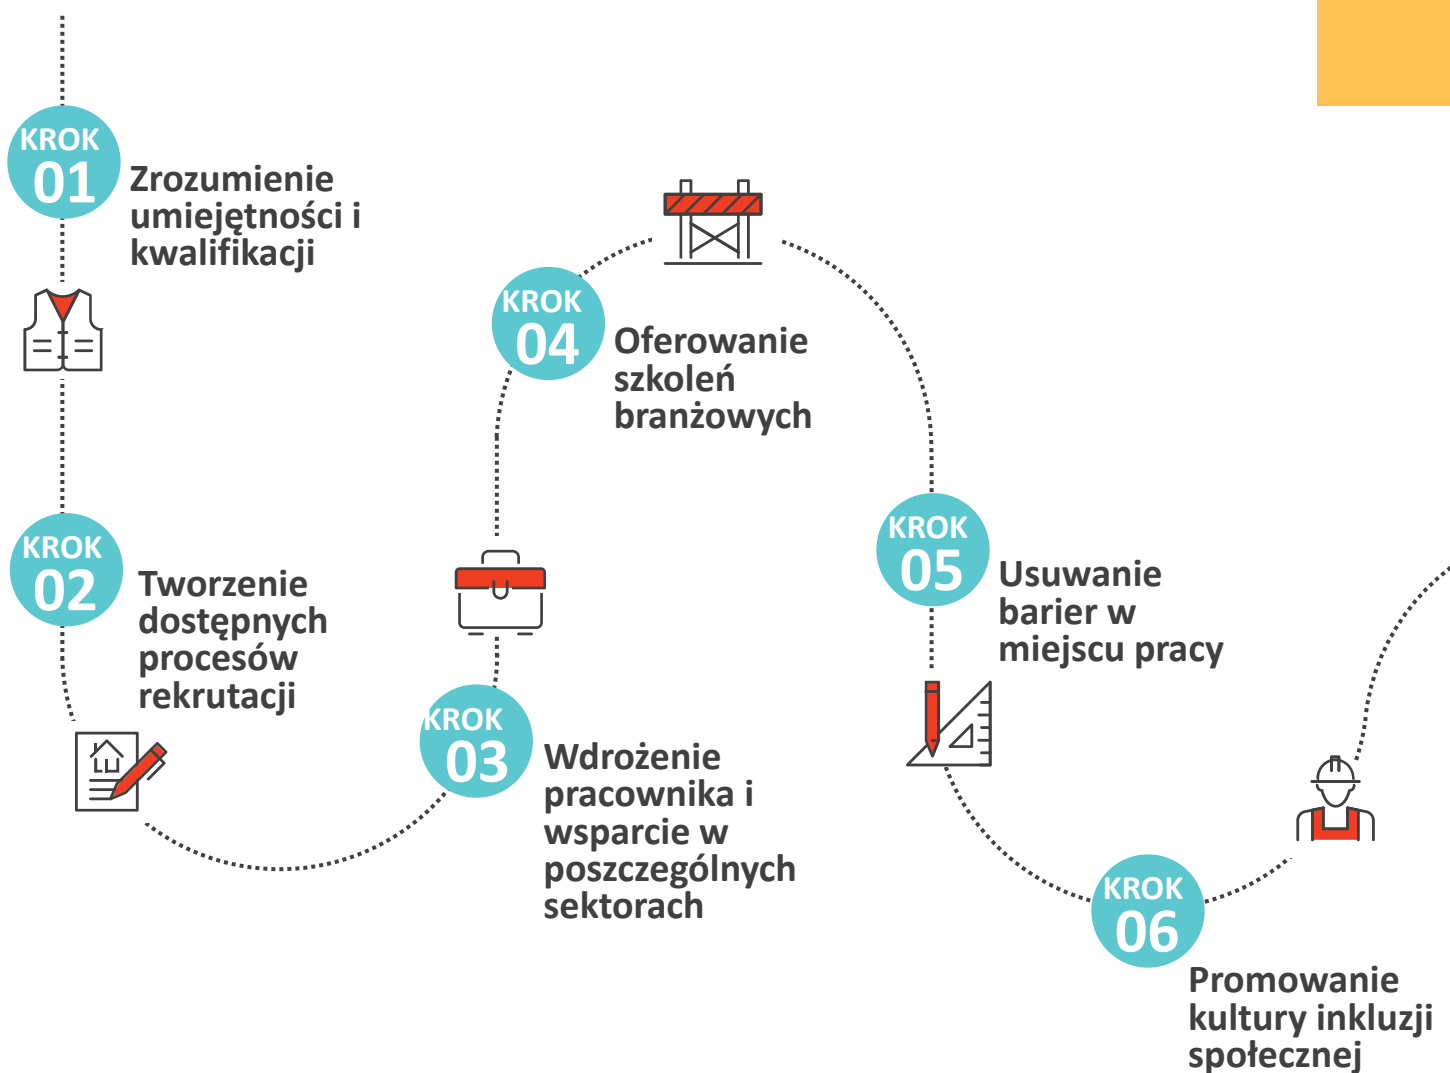 KROK
01
Zrozumienie
umiejętności i
kwalifikacji
KROK
02
Tworzenie
dostępnych
procesów
rekrutacji
KROK
03
Wdrożenie
pracownika i
wsparcie w
poszczególnych
sektorach
KROK
04
Oferowanie
szkoleń
branżowych
KROK
05
Usuwanie
barier w
miejscu pracy
KROK
06
Promowanie
kultury inkluzji
społecznej